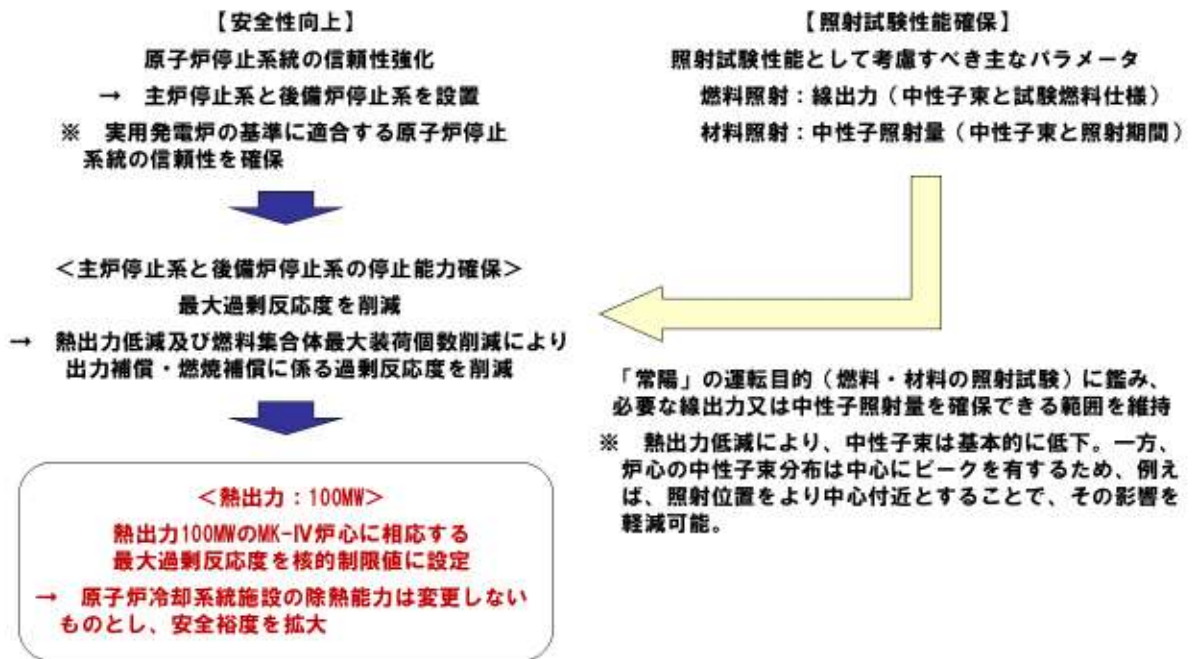 【安全性向上】
原子炉停止系統の信頼性強化
→ 主炉停止系と後備炉停止系を設置
※ 実用発電炉の基準に適合する原子炉停止
系統の信頼性を確保
<主炉停止系と後備炉停止系の停止能力確保>
最大過剰反応度を削減
→ 熱出力低減及び燃料集合体最大装荷個数削減により
出力補償・燃焼補償に係る過剰反応度を削減
<熱出力:100MW>
熱出力100MWのMK-Ⅳ炉心に相応する
最大過剰反応度を核的制限値に設定
→ 原子炉冷却系統施設の除熱能力は変更しない
ものとし、安全裕度を拡大
【照射試験性能確保】
照射試験性能として考慮すべき主なパラメータ
燃料照射:線出力(中性子束と試験燃料仕様)
材料照射:中性子照射量(中性子束と照射期間)
「常陽」の運転目的(燃料・材料の照射試験)に鑑み、
必要な線出力又は中性子照射量を確保できる範囲を維持
※ 熱出力低減により、中性子束は基本的に低下。一方、
炉心の中性子束分布は中心にピークを有するため、例え
ば、照射位置をより中心付近とすることで、その影響を
軽減可能。